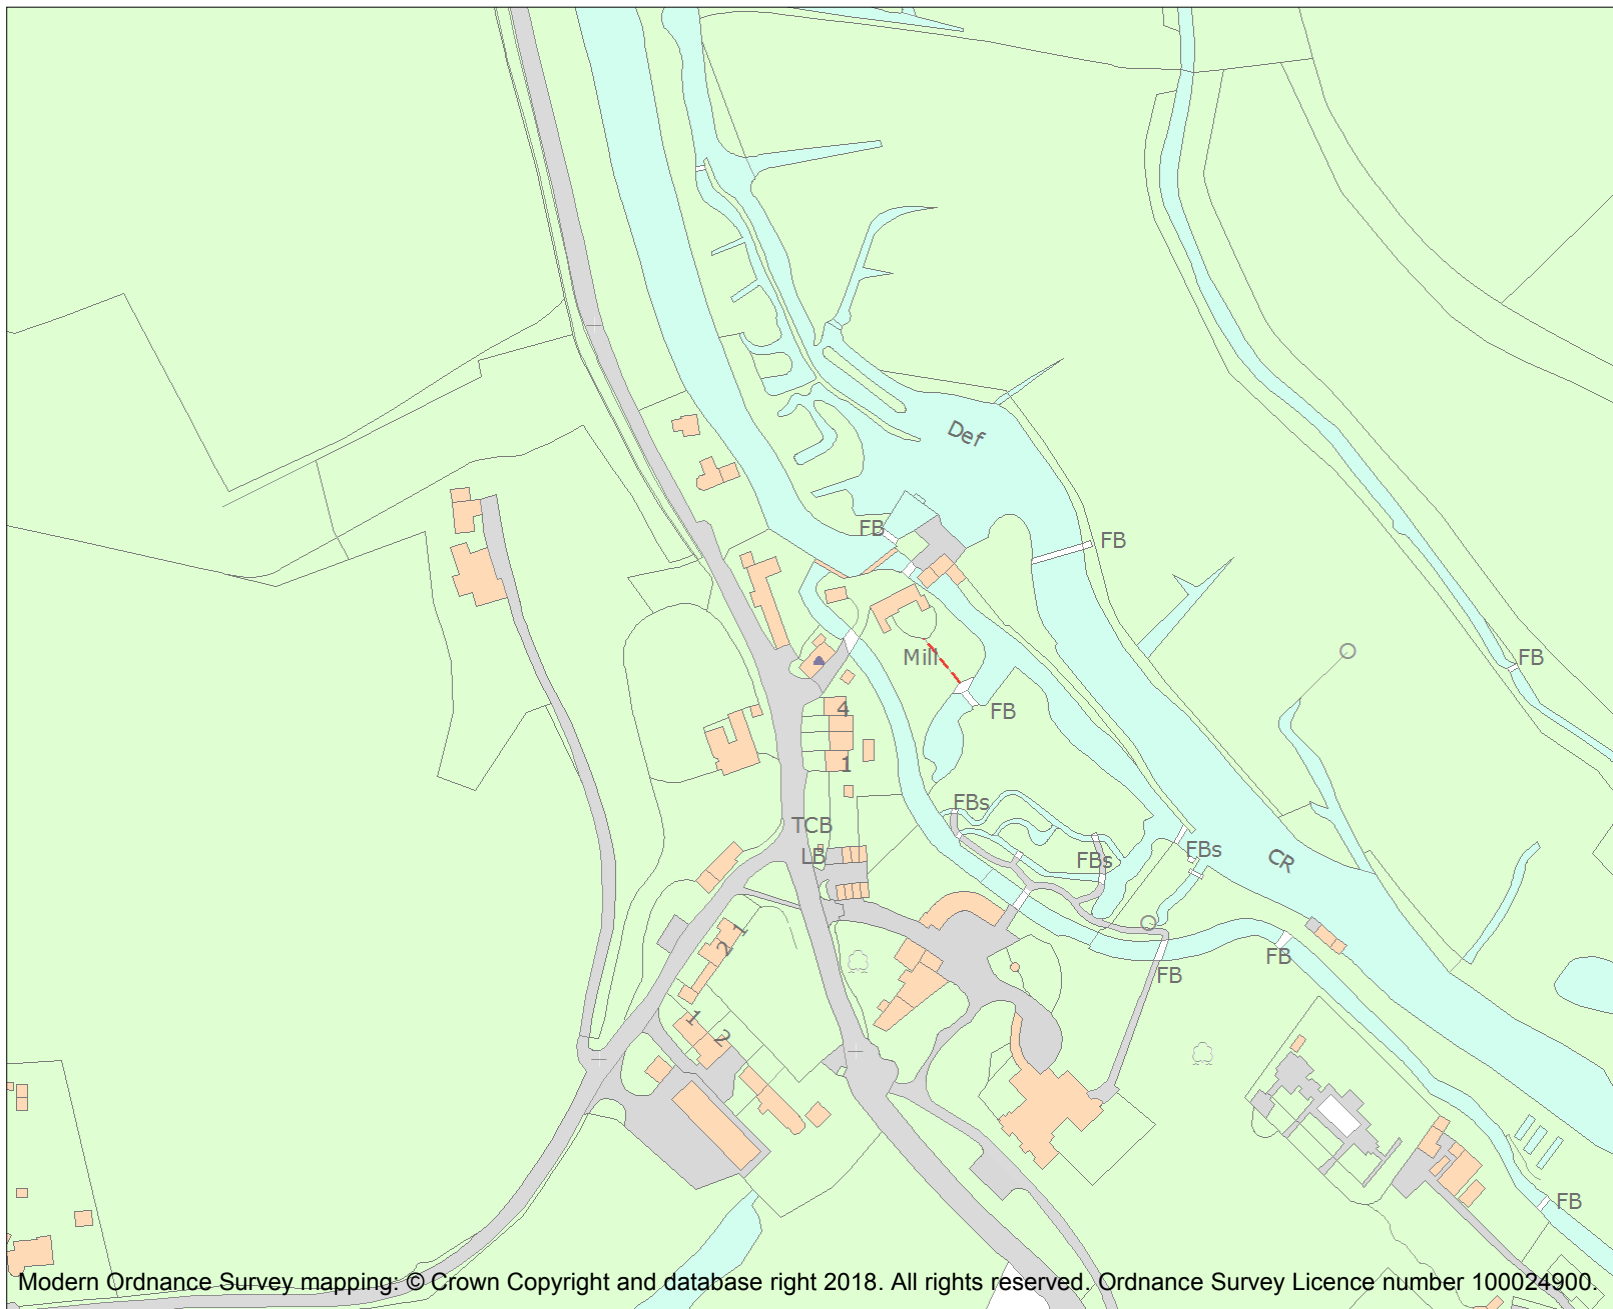 Def
FB
FB
Mill
FB
FB
4
1
FBs
TCB
LB
FBs
FBs
CR
1
2
FB
FB
1
2
FB
Modern Ordnance Survey mapping: © Crown Copyright and database right 2018. All rights reserved. Ordnance Survey Licence number 100024900.